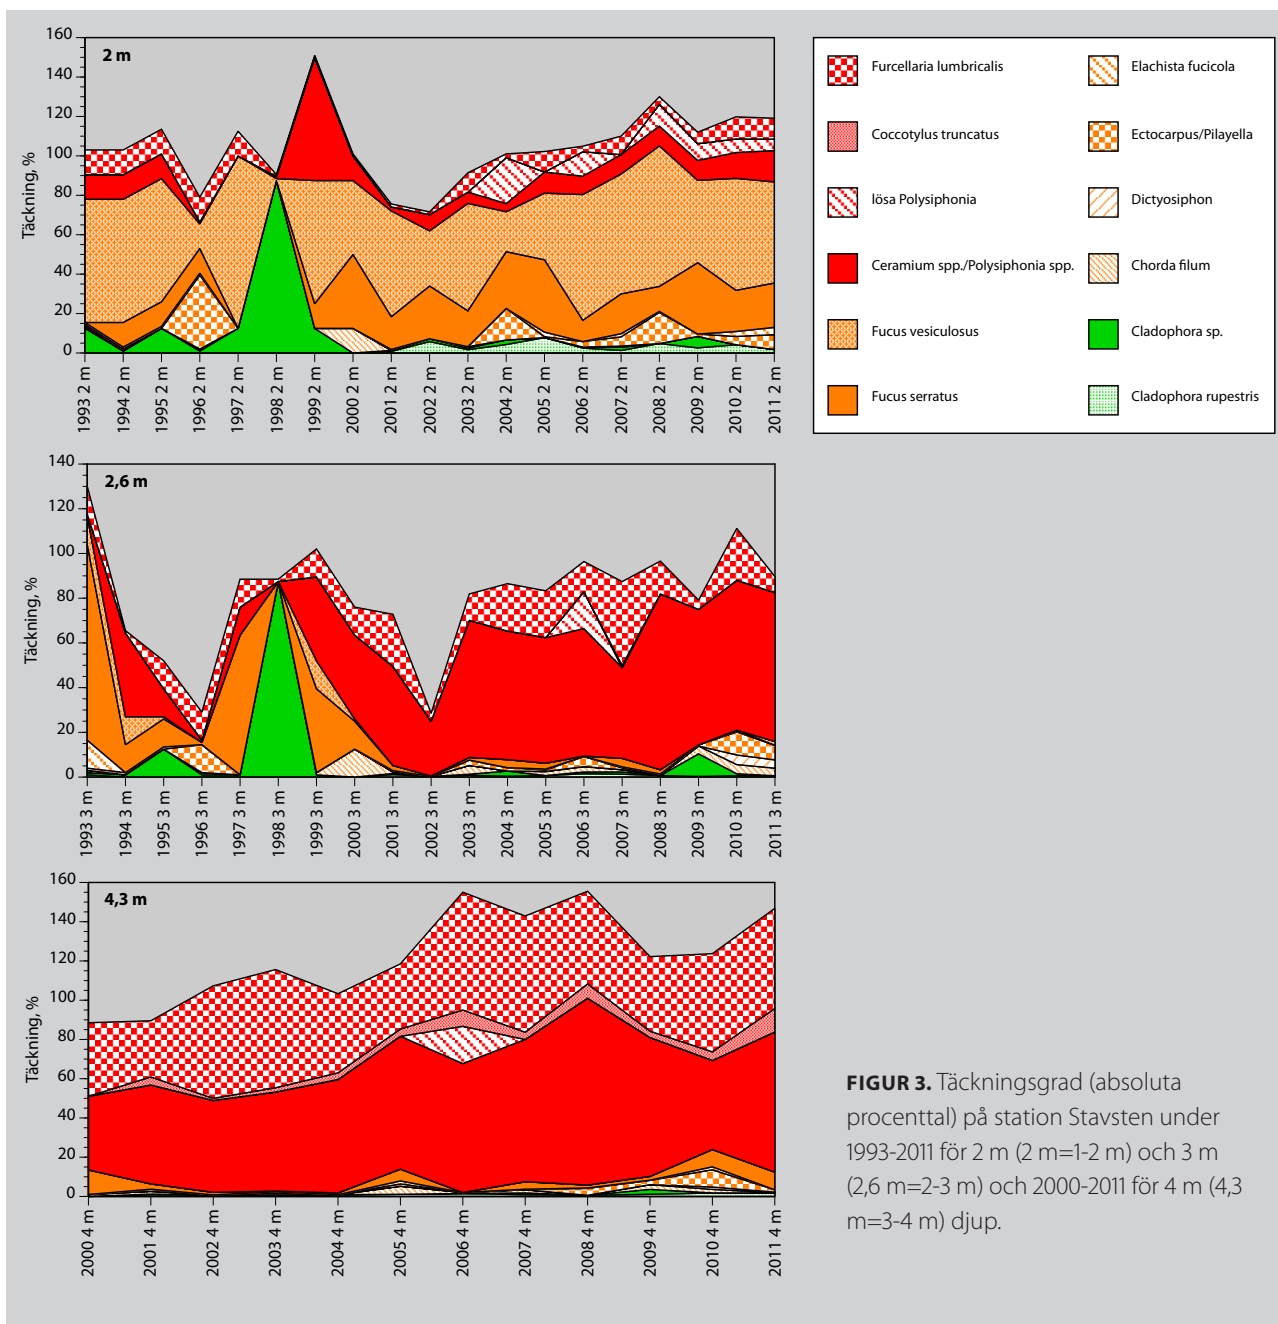 2 m
160
140
120
100
80
60
40
20
0
Täckning, %
1993 2 m
1994 2 m
1995 2 m
1996 2 m
1997 2 m
1998 2 m
1999 2 m
2000 2 m
2001 2 m
2002 2 m
2003 2 m
2004 2 m
2005 2 m
2006 2 m
2007 2 m
2008 2 m
2009 2 m
2010 2 m
2011 2 m
Furcellaria lumbricalis
Coccotylus truncatus
lösa Polysiphonia
Ceramium spp./Polysiphonia spp.
Fucus vesiculosus
Fucus serratus
Elachista fucicola
Ectocarpus/Pilayella
Dictyosiphon
Chorda filum
Cladophora sp.
Cladophora rupestris
2,6 m
140
120
100
80
60
40
20
0
Täckning, %
1993 3 m
1994 3 m
1995 3 m
1996 3 m
1997 3 m
1998 3 m
1999 3 m
2000 3 m
2001 3 m
2002 3 m
2003 3 m
2004 3 m
2005 3 m
2006 3 m
2007 3 m
2008 3 m
2009 3 m
2010 3 m
2011 3 m
4,3 m
160
140
120
100
80
60
40
20
0
Täckning, %
2000 4 m
2001 4 m
2002 4 m
2003 4 m
2004 4 m
2005 4 m
2006 4 m
2007 4 m
2008 4 m
2009 4 m
2010 4 m
2011 4 m
FIGUR 3. Täckningsgrad (absoluta
procenttal) på station Stavsten under
1993-2011 för 2 m (2 m=1-2 m) och 3 m
(2,6 m=2-3 m) och 2000-2011 för 4 m (4,3
m=3-4 m) djup.